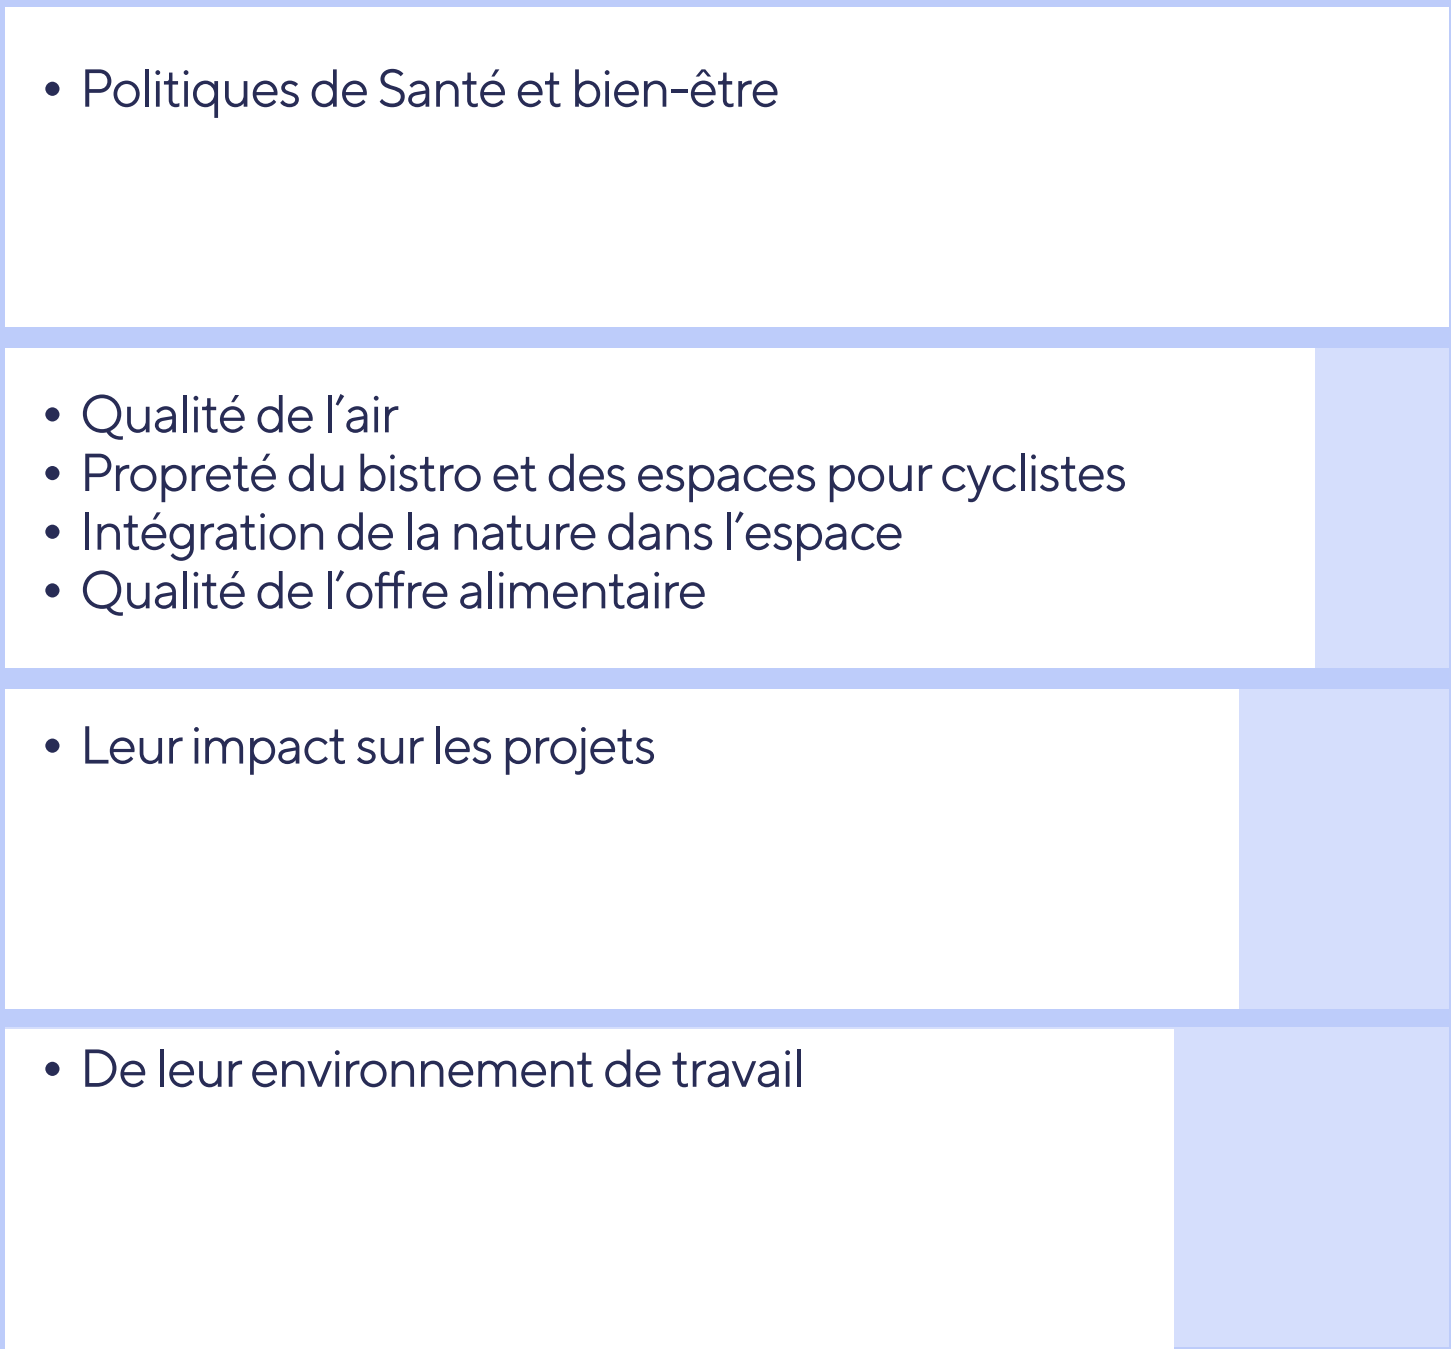 • Politiques de Santé et bien-être
• Qualité de l’air
• Propreté du bistro et des espaces pour cyclistes
• Intégration de la nature dans l’espace
• Qualité de l’offre alimentaire
• Leur impact sur les projets
• De leur environnement de travail